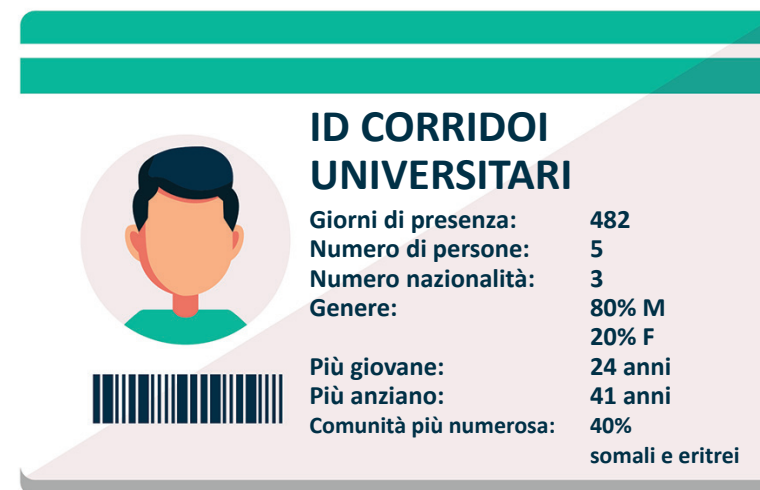 ID CORRIDOI
UNIVERSITARI
Giorni di presenza: 482
Numero di persone: 5
Numero nazionalità: 3
Genere: 80% M
20% F
Più giovane: 24 anni
Più anziano: 41 anni
Comunità più numerosa: 40%
somali e eritrei